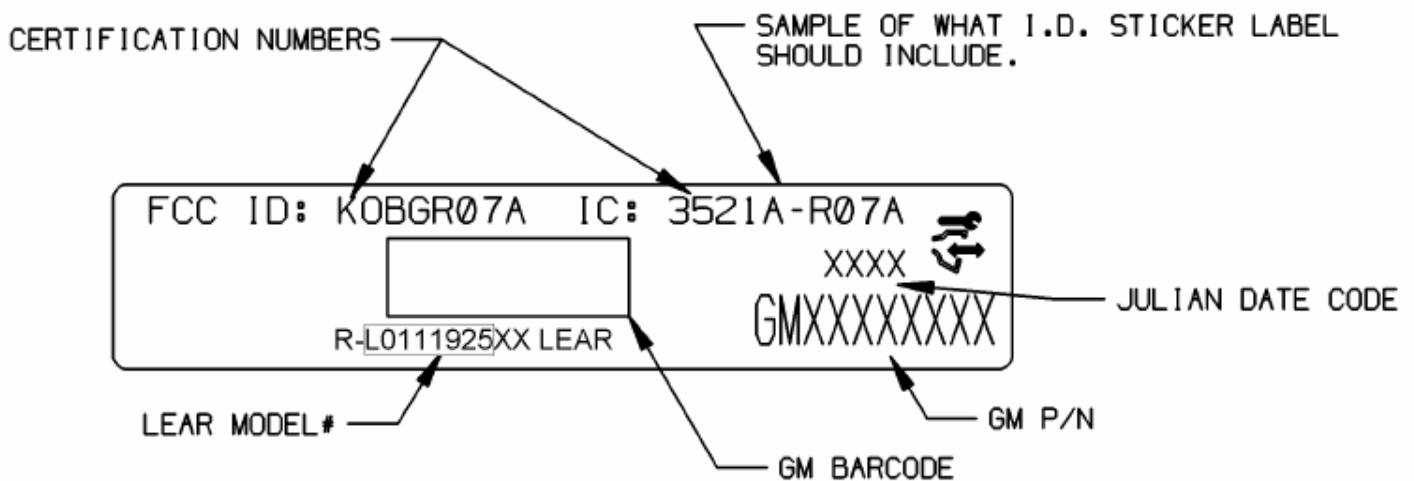 CERTIFICATION NUMBERS
SAMPLE OF WHAT I.D. STICKER LABEL
SHOULD INCLUDE.
FCC ID: KOBGR07A IC: 3521A-R07A
XXXX
JULIAN DATE CODE
GMXXXXXXXX
R-L0111925XX LEAR
LEAR MODEL#
GM P/N
GM BARCODE